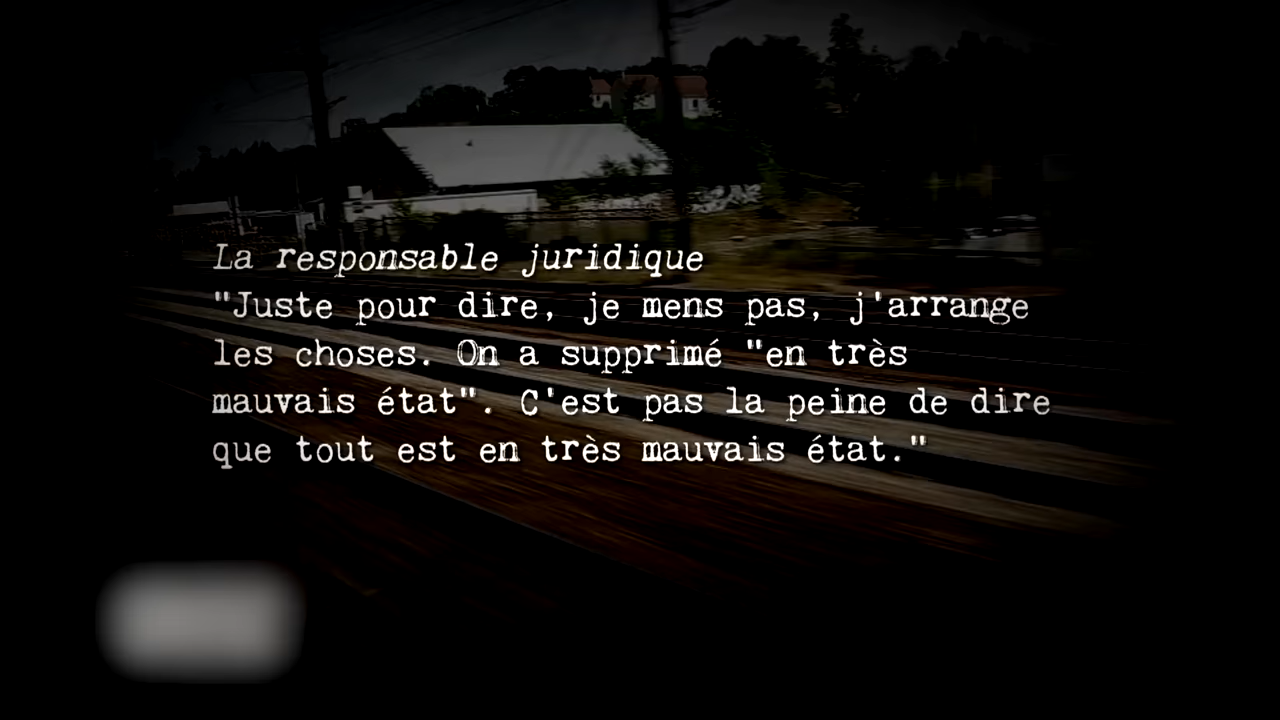 La responsable juridique
"Juste pour dire, je mens pas, j'arrange
les choses. On a supprimé "en très
mauvais état". C'est pas la peine de dire
que tout est en très mauvais état."